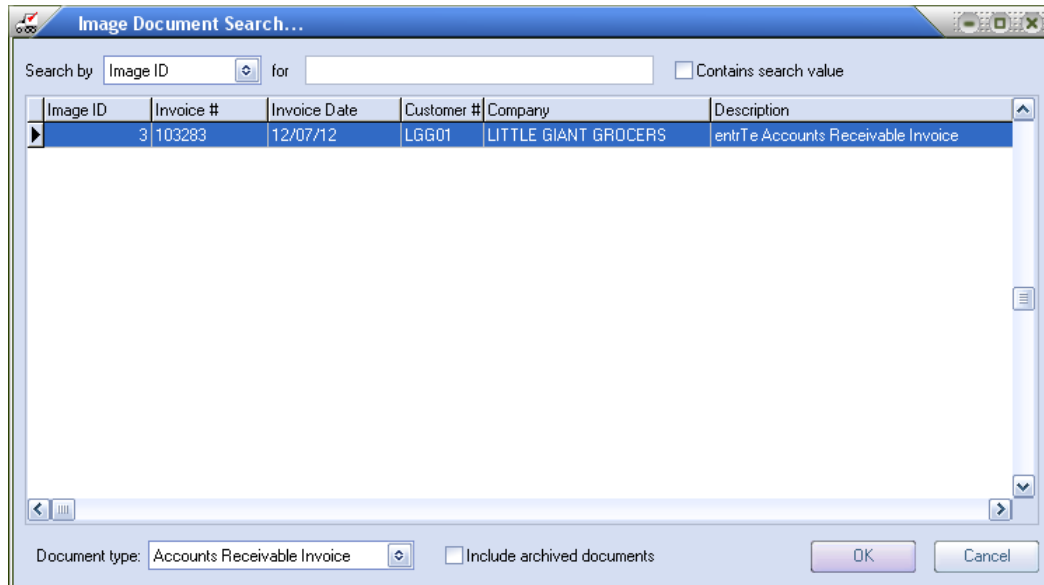 Image Document Search...
Search by Image ID for Contains search value
Image ID Invoice # Invoice Date Customer # Company Description
3 103283 12/07/12 LGG01 LITTLE GIANT GROCERS entrTe Accounts Receivable Invoice
Document type: Accounts Receivable Invoice Include archived documents OK Cancel